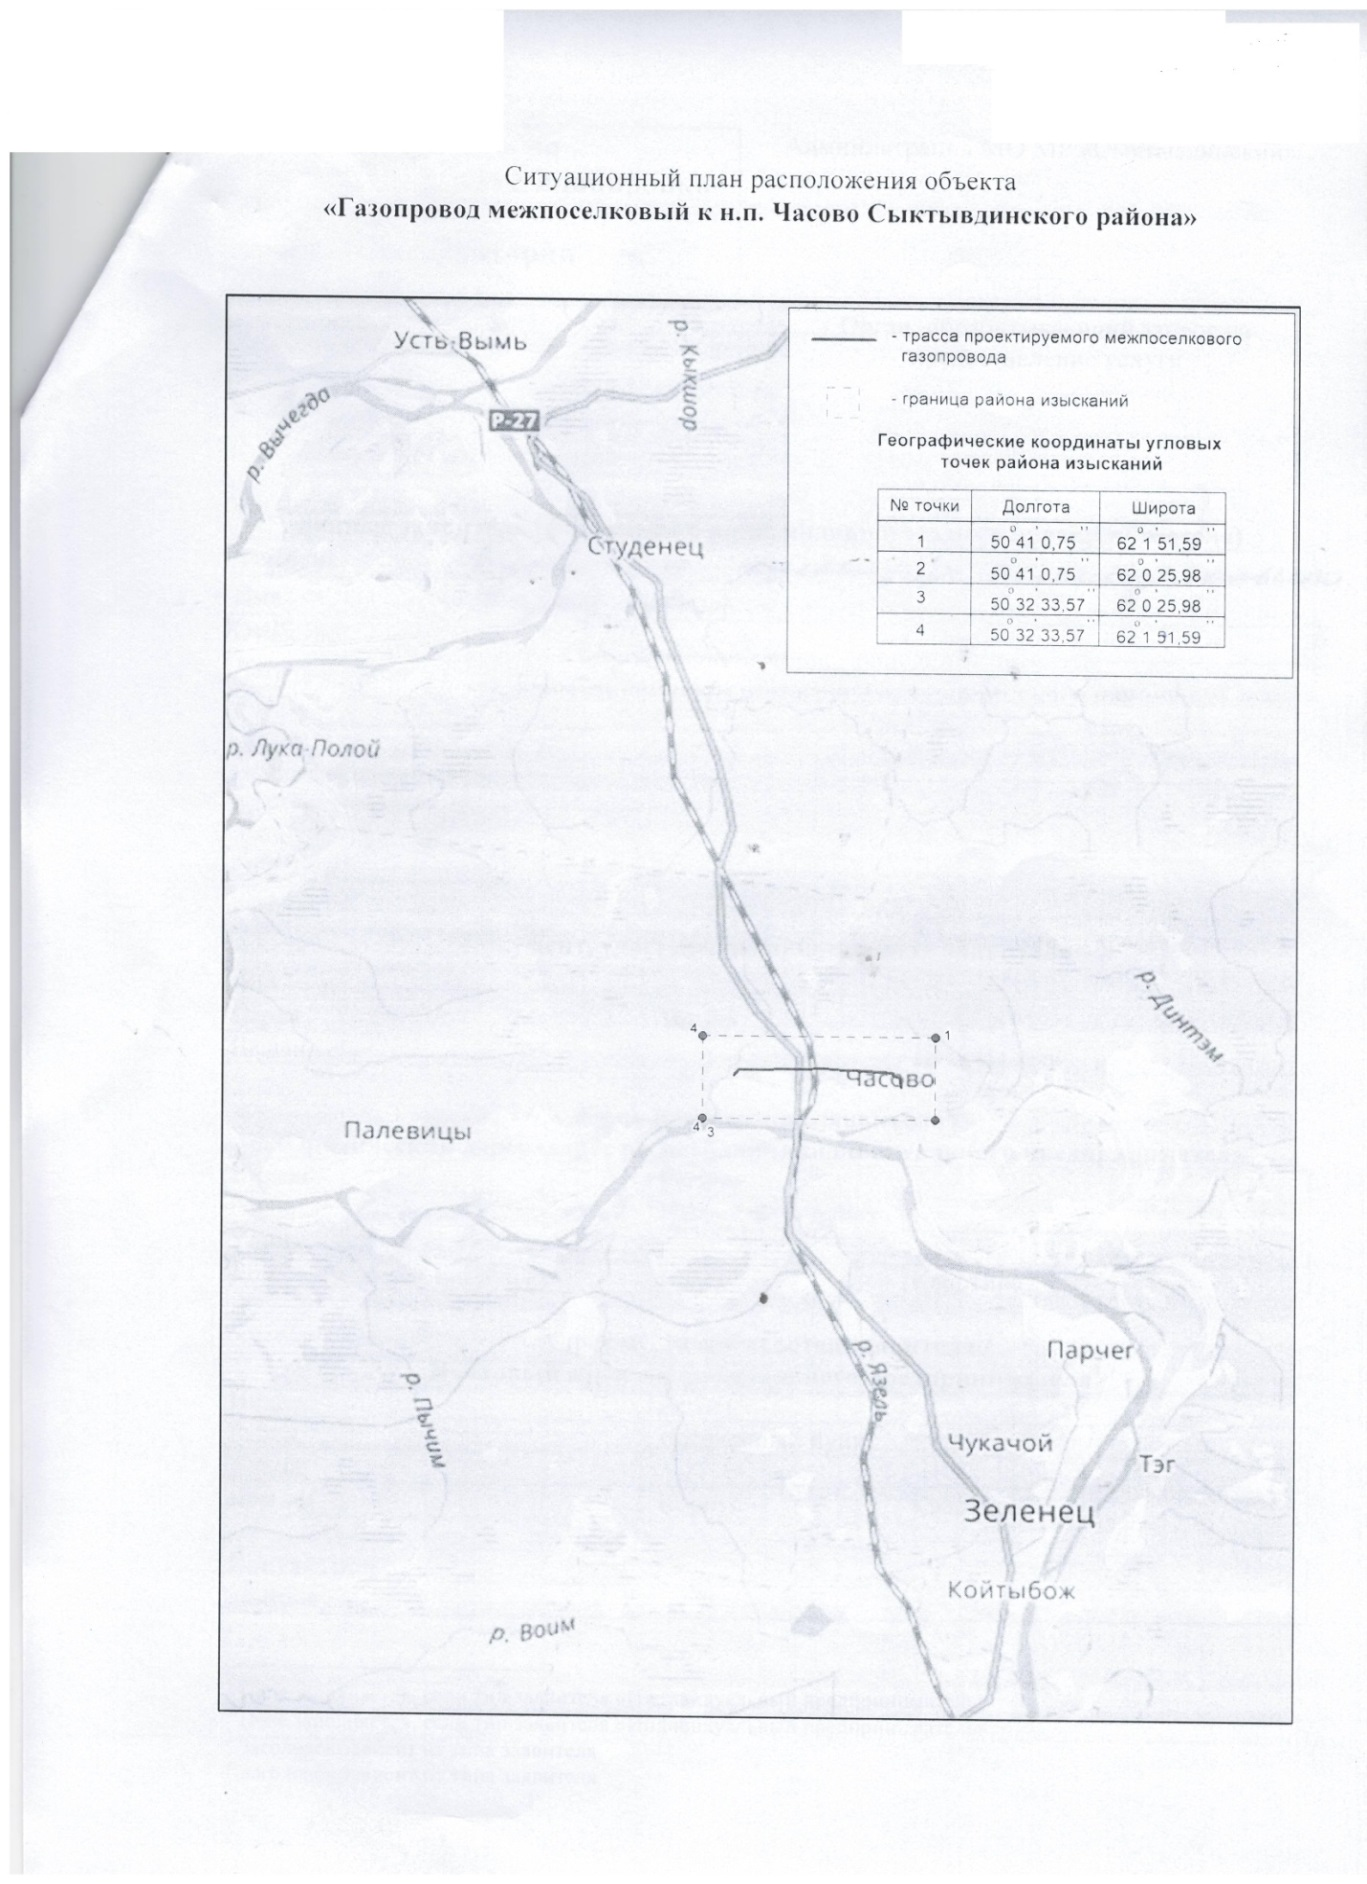 Ситуационный план расположения объекта
«Газопровод межпоселковый к н.п. Часово Сыктывдинского района»
Усть-Вымь
р. Кыкшор
- трасса проектируемого межпоселкового
газопровода
- граница района изысканий
р. Вычегда
Р-27
Географические координаты угловых
точек района изысканий
№ точки Долгота Широта
1 50° 41' 0,75'' 62° 1' 51,59''
2 50° 41' 0,75'' 62° 0' 25,98''
3 50° 32' 33,57'' 62° 0' 25,98''
4 50° 32' 33,57'' 62° 1' 51,59''
Студенец
р. Лука-Полой
р. Динтэм
4
1
Часово
4 3
Палевицы
р. Язель
Парчег
р. Пычим
Чукачой
Тэг
Зеленец
Койтыбож
р. Воим